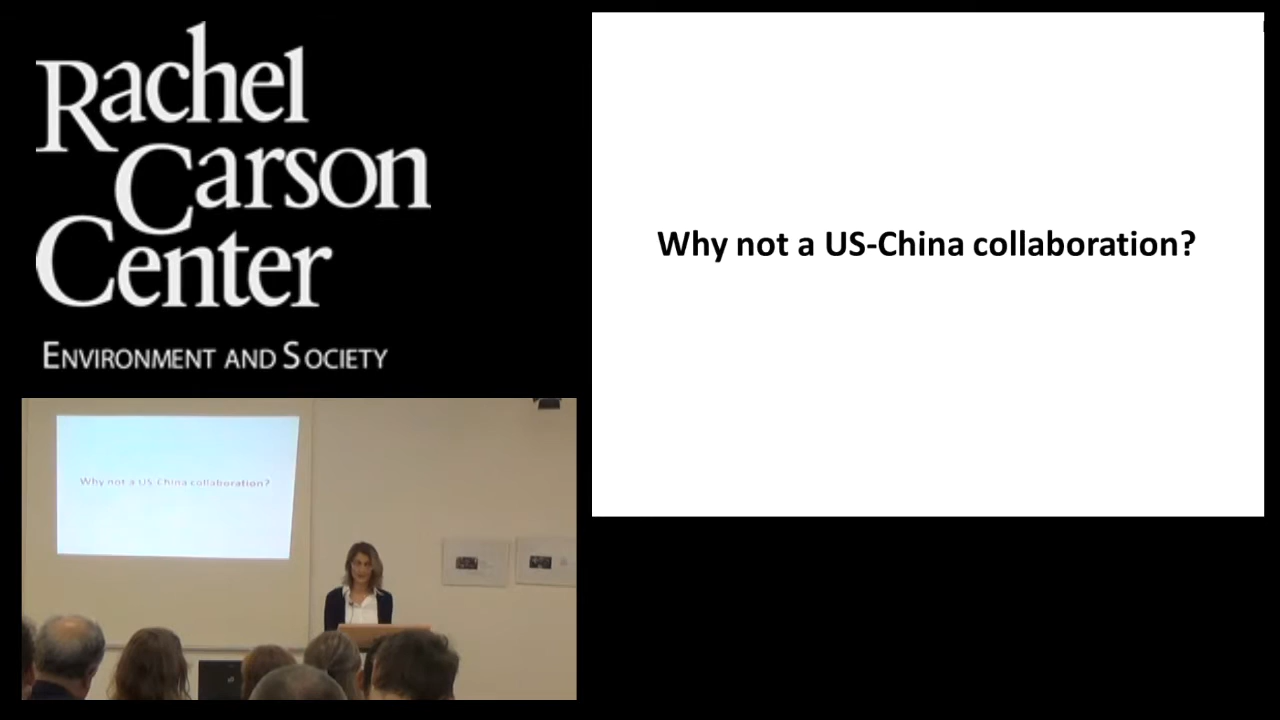 Rachel
Carson
Center
ENVIRONMENT AND SOCIETY
Why not a US-China collaboration?
Why not a US-China collaboration?